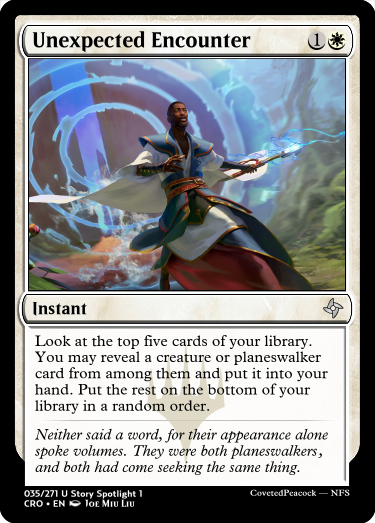 Unexpected Encounter 1
Instant
Look at the top five cards of your library.
You may reveal a creature or planeswalker
card from among them and put it into your
hand. Put the rest on the bottom of your
library in a random order.
Neither said a word, for their appearance alone
spoke volumes. They were both planeswalkers,
and both had come seeking the same thing.
035/271 U Story Spotlight 1
CRO • EN Joe Miu Liu
CovetedPeacock — NFS